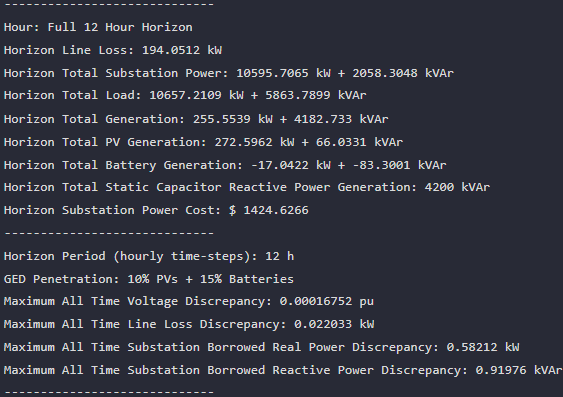 -----------------------------
Hour: Full 12 Hour Horizon
Horizon Line Loss: 194.0512 kW
Horizon Total Substation Power: 10595.7065 kW + 2058.3048 kVAr
Horizon Total Load: 10657.2109 kW + 5863.7899 kVAr
Horizon Total Generation: 255.5539 kW + 4182.733 kVAr
Horizon Total PV Generation: 272.5962 kW + 66.0331 kVAr
Horizon Total Battery Generation: -17.0422 kW + -83.3001 kVAr
Horizon Total Static Capacitor Reactive Power Generation: 4200 kVAr
Horizon Substation Power Cost: $ 1424.6266
-----------------------------
Horizon Period (hourly time-steps): 12 h
GED Penetration: 10% PVs + 15% Batteries
Maximum All Time Voltage Discrepancy: 0.00016752 pu
Maximum All Time Line Loss Discrepancy: 0.022033 kW
Maximum All Time Substation Borrowed Real Power Discrepancy: 0.58212 kW
Maximum All Time Substation Borrowed Reactive Power Discrepancy: 0.91976 kVAr
-----------------------------